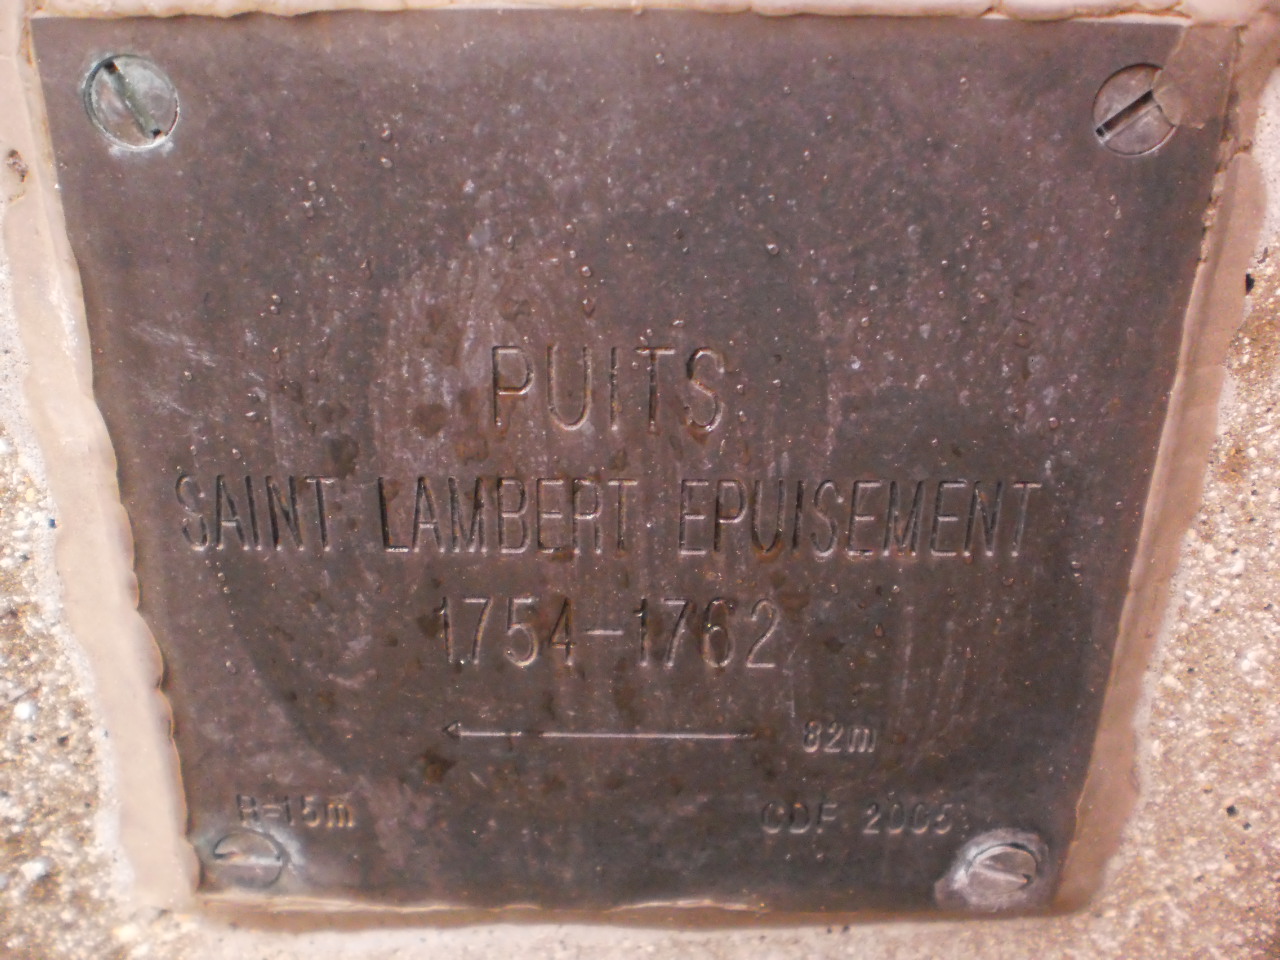 PUITS
SAINT LAMBERT EPUISEMENT
1754-1762
82m
R=15m CDF 2005